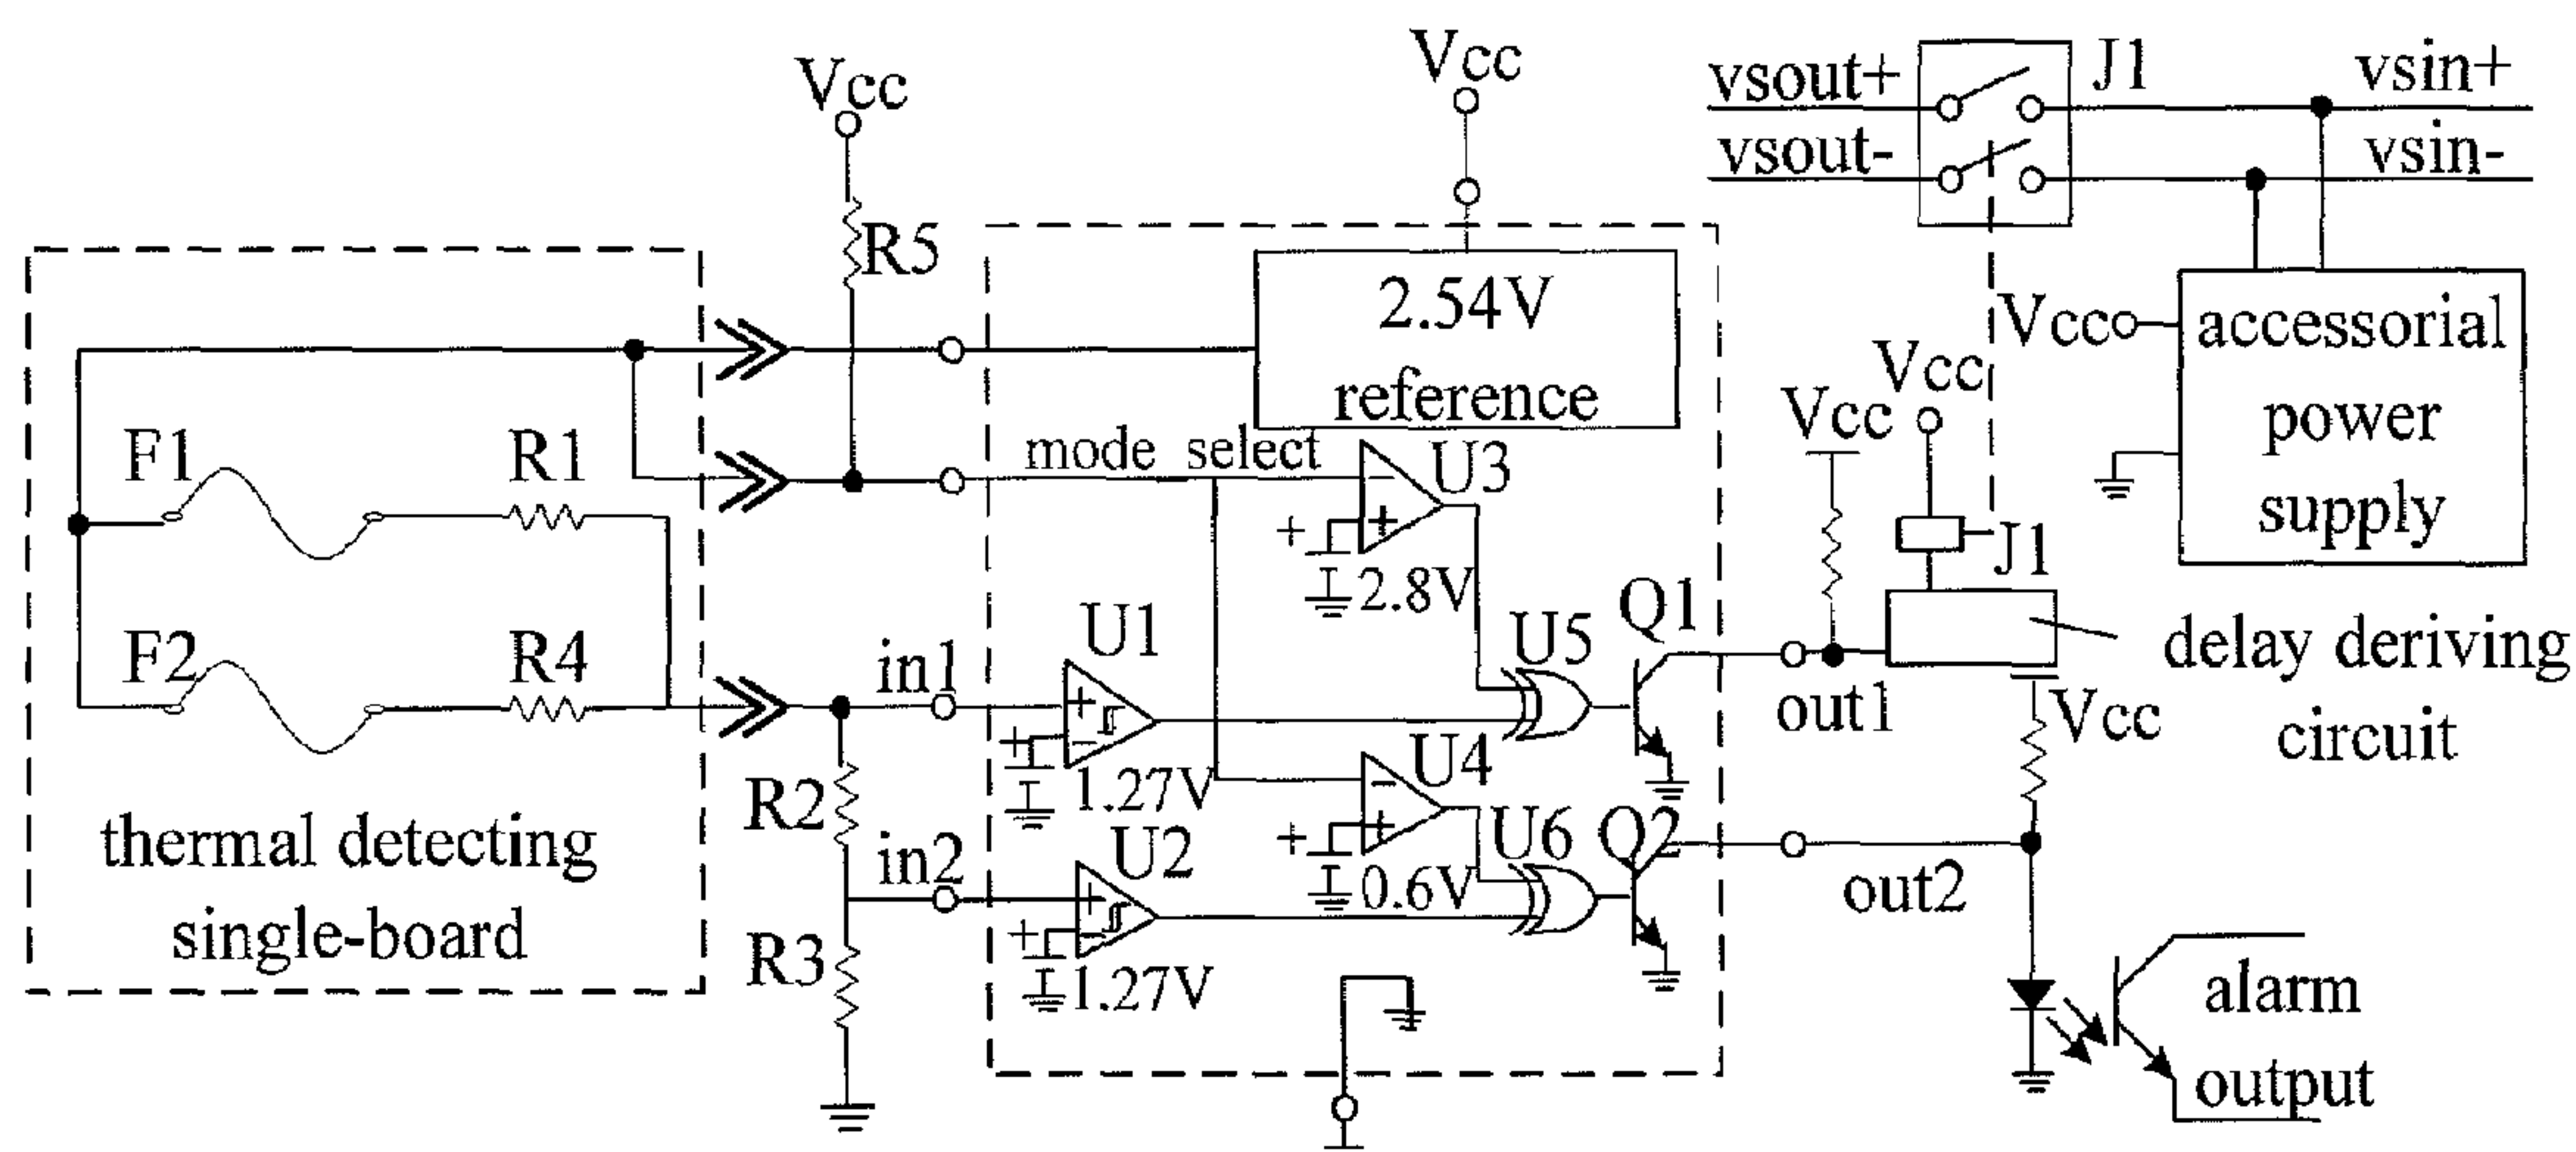 Vcc
Vcc
vsout+
J1
vsin+
vsout-
vsin-
R5
2.54V
reference
Vcc
accessorial
power
supply
Vcc
Vcc
F1
R1
mode select
U3
-
+
+
2.8V
J1
Q1
U5
U1
in1
F2
R4
+
-
+
1.27V
out1
delay deriving
circuit
Vcc
U4
-
+
+
0.6V
R2
thermal detecting
single-board
in2
U2
U6
Q2
+
-
+
1.27V
out2
R3
alarm
output